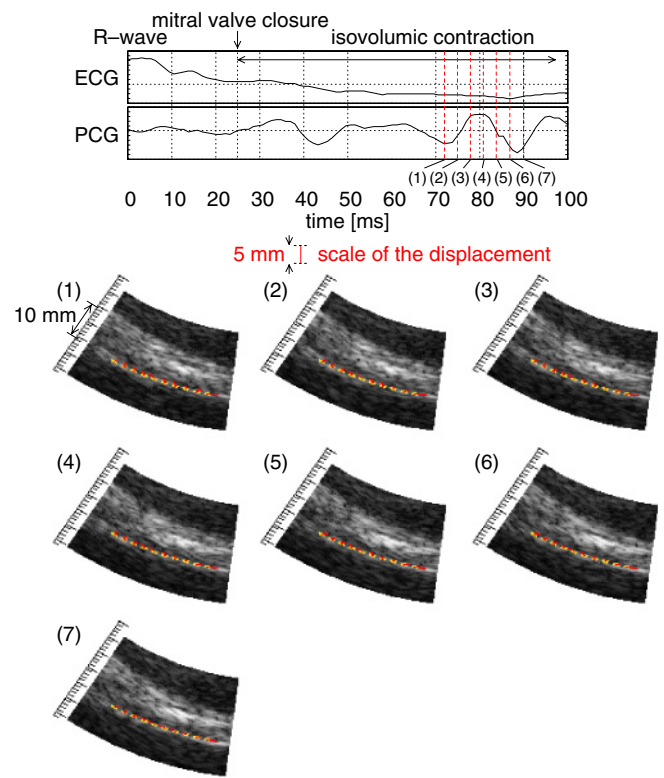 mitral valve closure
R–wave
isovolumic contraction
ECG
PCG
(1) (2) (3) (4) (5) (6) (7)
0 10 20 30 40 50 60 70 80 90 100
time [ms]
5 mm scale of the displacement
(1) (2) (3)
10 mm
(4) (5) (6)
(7)